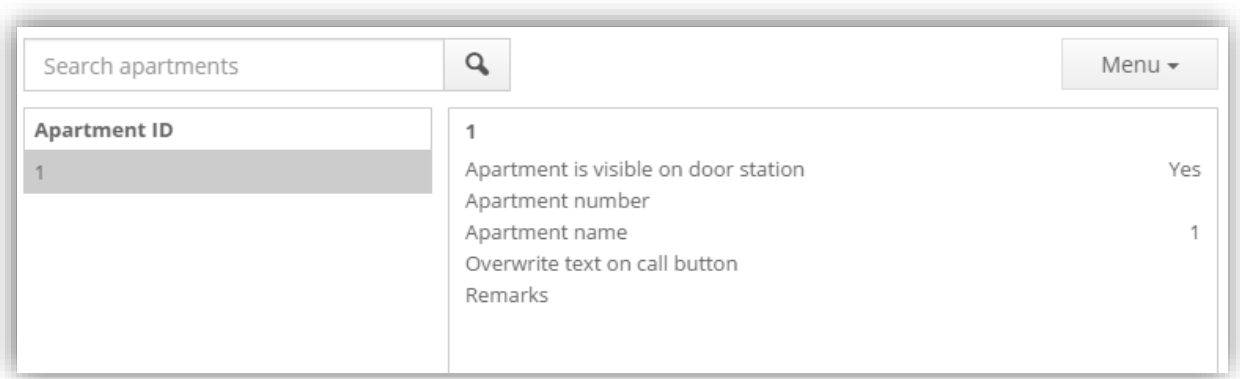 Search apartments
Menu
Apartment ID
1
1
Apartment is visible on door station Yes
Apartment number
Apartment name 1
Overwrite text on call button
Remarks